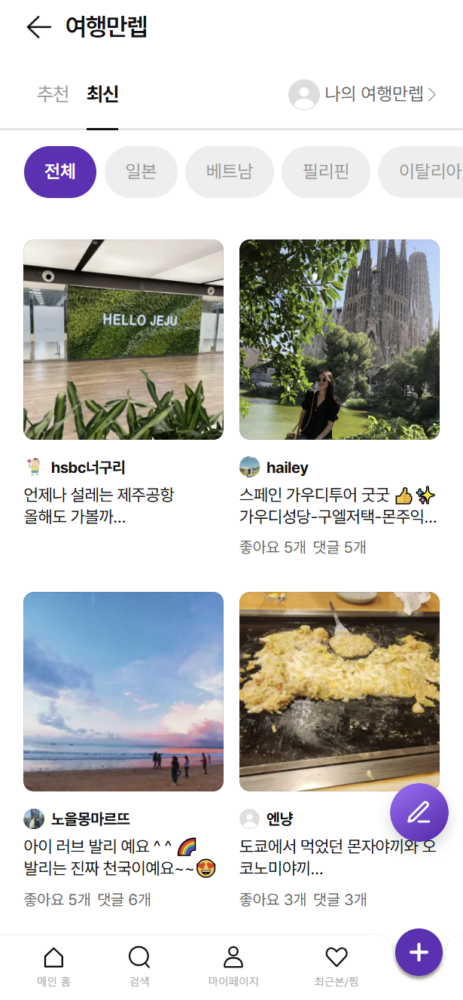 여행만렙
추천 최신 나의 여행만렙
전체 일본 베트남 필리핀 이탈리아
HELLO JEJU
hsbc너구리
언제나 설레는 제주공항
올해도 가볼까...
hailey
스페인 가우디투어 굿굿 👍✨
가우디성당-구엘저택-몬주익...
좋아요 5개 댓글 5개
노을몽마르뜨
아이 러브 발리 예요 ^ ^ 🌈
발리는 진짜 천국이예요~~😍
좋아요 5개 댓글 6개
엔냥
도쿄에서 먹었던 몬자야끼와 오
코노미야끼...
좋아요 3개 댓글 3개
메인 홈 검색 마이페이지 최근본/찜